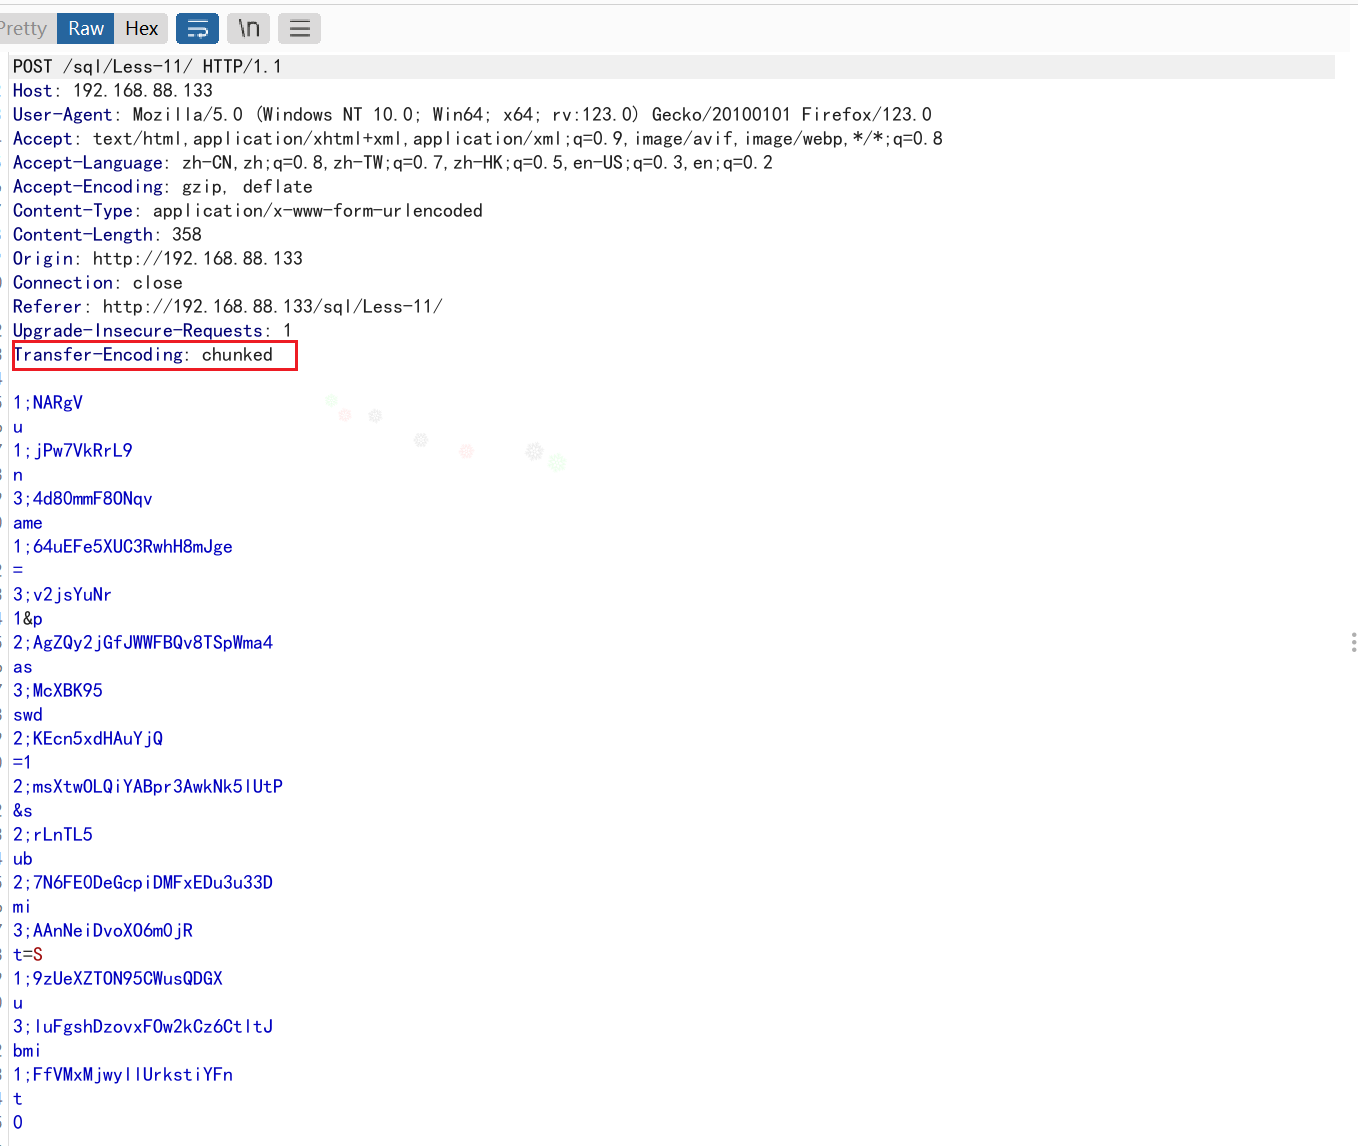 Pretty Raw Hex \n
POST /sql/Less-11/ HTTP/1.1
Host: 192.168.88.133
User-Agent: Mozilla/5.0 (Windows NT 10.0; Win64; x64; rv:123.0) Gecko/20100101 Firefox/123.0
Accept: text/html,application/xhtml+xml,application/xml;q=0.9,image/avif,image/webp,*/*;q=0.8
Accept-Language: zh-CN,zh;q=0.8,zh-TW;q=0.7,zh-HK;q=0.5,en-US;q=0.3,en;q=0.2
Accept-Encoding: gzip, deflate
Content-Type: application/x-www-form-urlencoded
Content-Length: 358
Origin: http://192.168.88.133
Connection: close
Referer: http://192.168.88.133/sql/Less-11/
Upgrade-Insecure-Requests: 1
Transfer-Encoding: chunked
1;NARgV
u
1;jPw7VkRrL9
n
3;4d80mmF8ONqv
ame
1;64uEFe5XUC3RwhH8mJge
=
3;v2jsYuNr
1&p
2;AgZQy2jGfJWWFBQv8TSpWma4
as
3;McXBK95
swd
2;KEcn5xdHAuYjQ
=1
2;msXtwOLQiYABpr3AwkNk5lUtP
&s
2;rLnTL5
ub
2;7N6FE0DeGcpiDMFxEDu3u33D
mi
3;AAnNeiDvoXO6m0jR
t=S
1;9zUeXZTON95CWusQDGX
u
3;luFgshDzovxFOw2kCz6CtltJ
bmi
1;FfVMxMjwyllUrkstiYFn
t
0